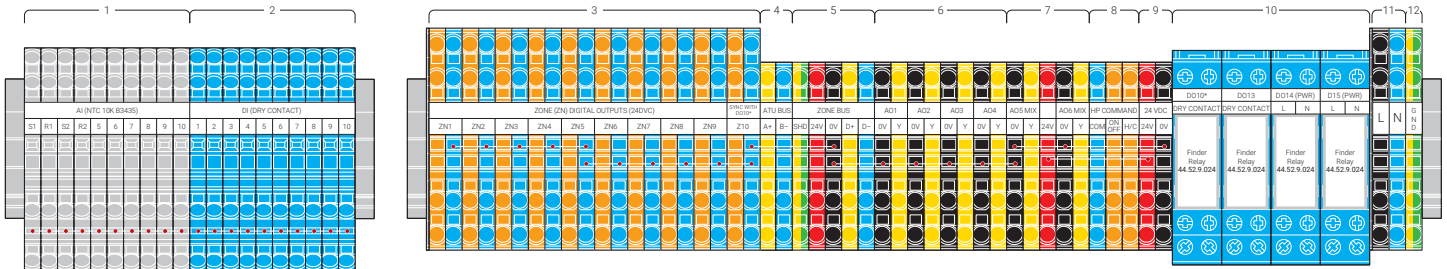 1 2 3 4 5 6 7 8 9 10 11 12
SYNC WITH
DO10*
AI (NTC 10K B3435) DI (DRY CONTACT) ZONE (ZN) DIGITAL OUTPUTS (24DVC) ATU BUS ZONE BUS AO1 AO2 AO3 AO4 AO5 MIX AO6 MIX HP COMMAND 24 VDC
DO10* DO13 DO14 (PWR) D15 (PWR)
DRY CONTACT DRY CONTACT L N L N
S1 R1 S2 R2 5 6 7 8 9 10 1 2 3 4 5 6 7 8 9 10 ZN1 ZN2 ZN3 ZN4 ZN5 ZN6 ZN7 ZN8 ZN9 Z10 A+ B− SHD 24V 0V D+ D− 0V Y 0V Y 0V Y 0V Y 0V Y 24V 0V Y COM ON OFF H/C 24V 0V
L N GND
Finder Finder Finder Finder
Relay Relay Relay Relay
44.52.9.024 44.52.9.024 44.52.9.024 44.52.9.024